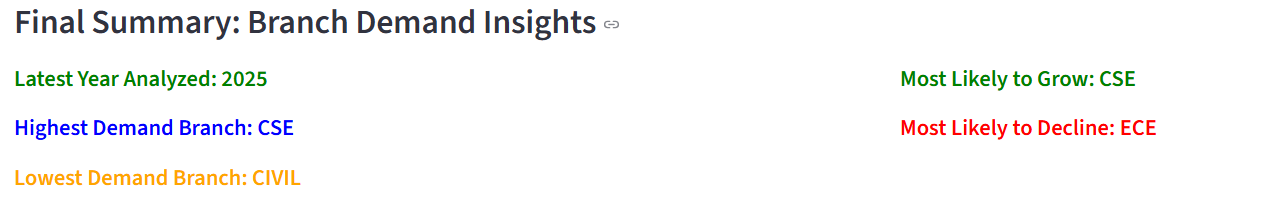 Final Summary: Branch Demand Insights
Latest Year Analyzed: 2025
Highest Demand Branch: CSE
Lowest Demand Branch: CIVIL
Most Likely to Grow: CSE
Most Likely to Decline: ECE